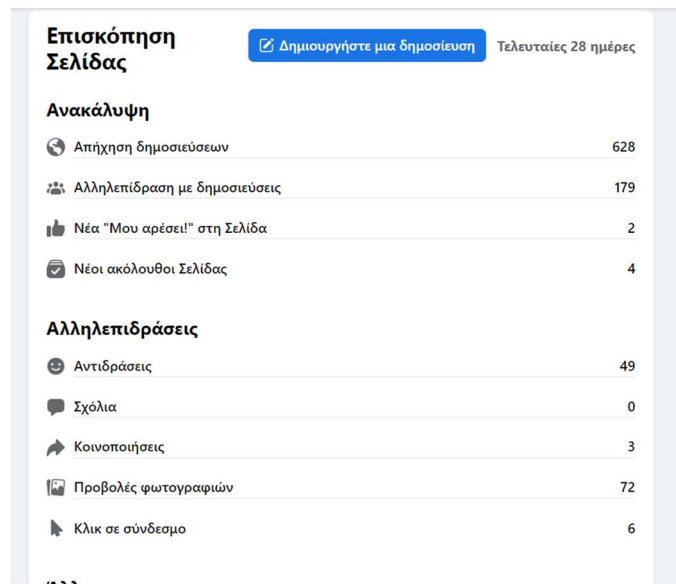 Επισκόπηση
Σελίδας
Δημιουργήστε μια δημοσίευση
Τελευταίες 28 ημέρες
Ανακάλυψη
Απήχηση δημοσιεύσεων 628
Αλληλεπίδραση με δημοσιεύσεις 179
Νέα "Μου αρέσει!" στη Σελίδα 2
Νέοι ακόλουθοι Σελίδας 4
Αλληλεπιδράσεις
Αντιδράσεις 49
Σχόλια 0
Κοινοποιήσεις 3
Προβολές φωτογραφιών 72
Κλικ σε σύνδεσμο 6